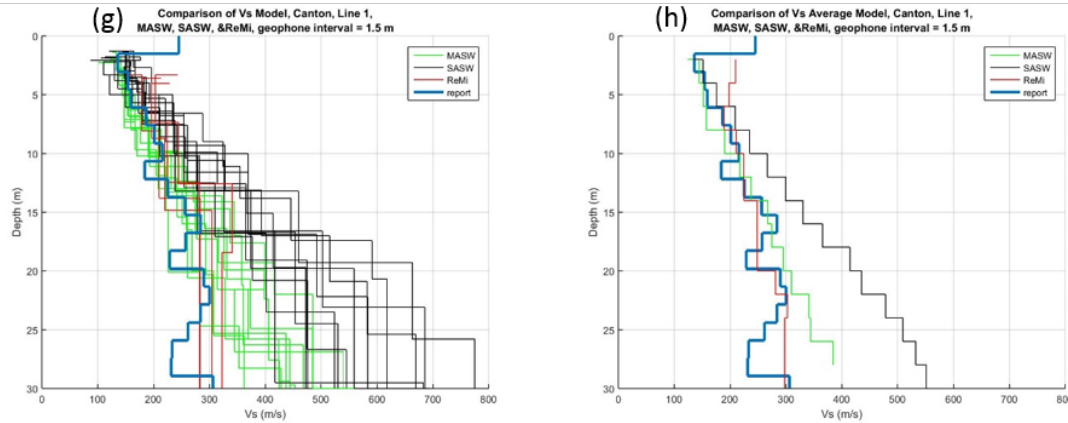 (g)
Comparison of Vs Model, Canton, Line 1,
MASW, SASW, &ReMi, geophone interval = 1.5 m
MASW
SASW
ReMi
report
0
5
10
15
20
25
30
Depth (m)
0
100
200
300
400
500
600
700
800
Vs (m/s)
(h)
Comparison of Vs Average Model, Canton, Line 1,
MASW, SASW, &ReMi, geophone interval = 1.5 m
MASW
SASW
ReMi
report
0
5
10
15
20
25
30
Depth (m)
0
100
200
300
400
500
600
700
800
Vs (m/s)